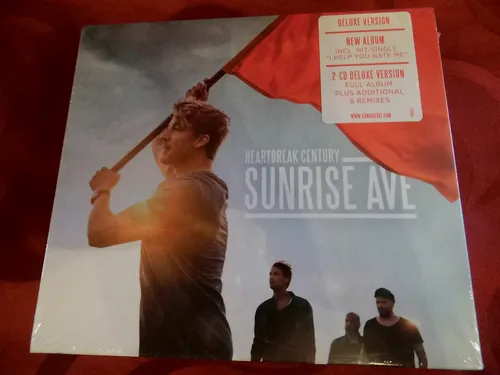 DELUXE VERSION
NEW ALBUM
INCL. HIT-SINGLE
"I HELP YOU HATE ME"
2-CD DELUXE VERSION
FULL ALBUM
PLUS ADDITIONAL
6 REMIXES
HEARTBREAK CENTURY
SUNRISE AVE